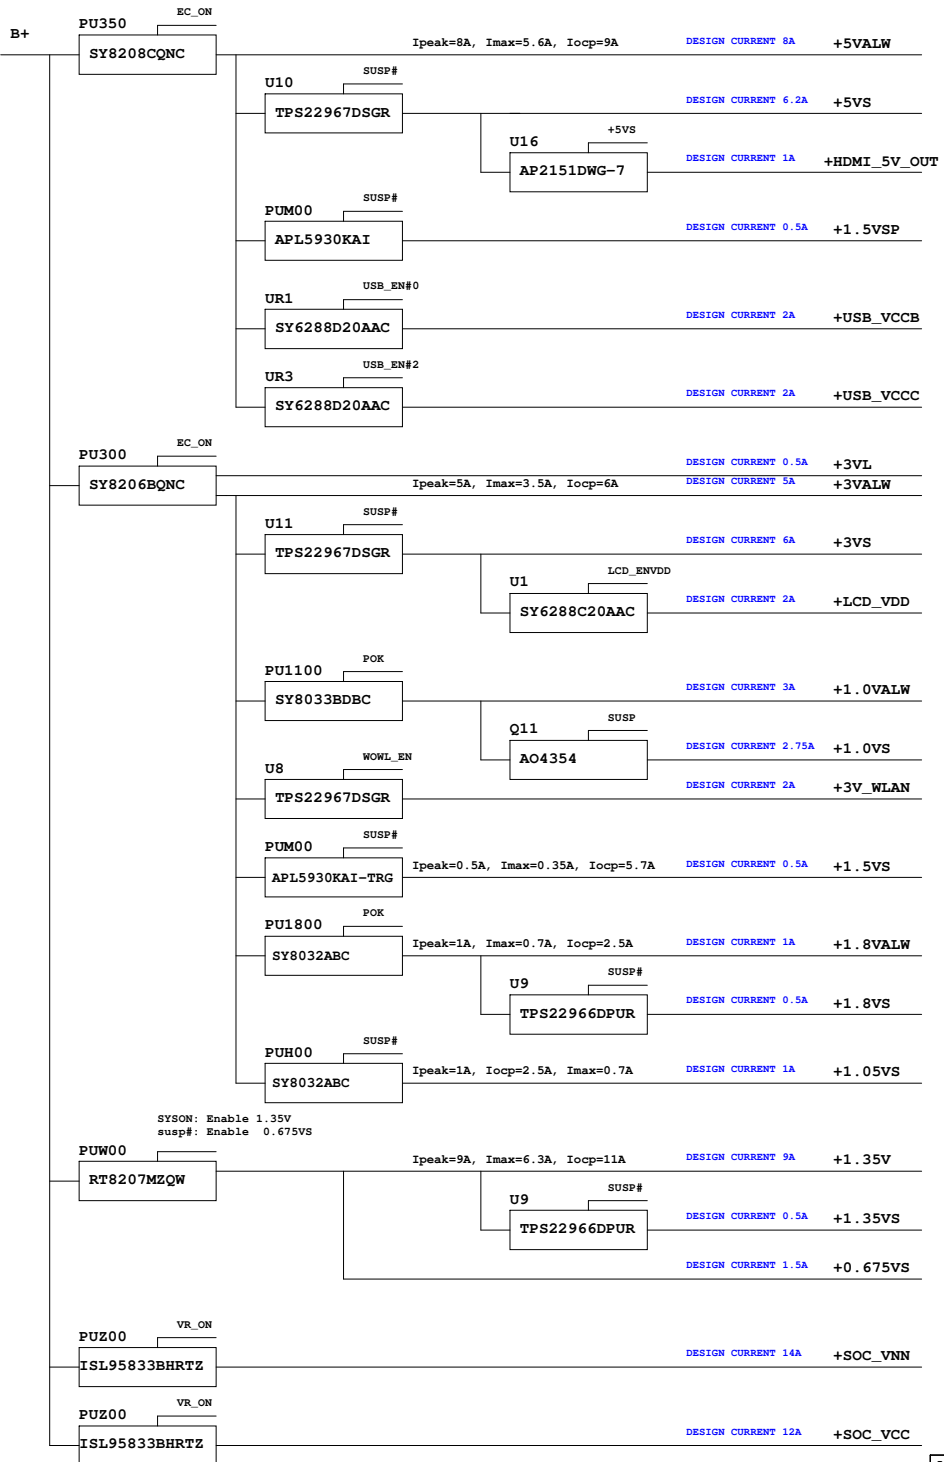 B+
PU350
EC_ON
SY8208CQNC
Ipeak=8A, Imax=5.6A, Iocp=9A
DESIGN CURRENT 8A
+5VALW
U10
SUSP#
TPS22967DSGR
DESIGN CURRENT 6.2A
+5VS
U16
+5VS
AP2151DWG-7
DESIGN CURRENT 1A
+HDMI_5V_OUT
PUM00
SUSP#
APL5930KAI
DESIGN CURRENT 0.5A
+1.5VSP
UR1
USB_EN#0
SY6288D20AAC
DESIGN CURRENT 2A
+USB_VCCB
UR3
USB_EN#2
SY6288D20AAC
DESIGN CURRENT 2A
+USB_VCCC
PU300
EC_ON
SY8206BQNC
DESIGN CURRENT 0.5A
+3VL
Ipeak=5A, Imax=3.5A, Iocp=6A
DESIGN CURRENT 5A
+3VALW
U11
SUSP#
TPS22967DSGR
DESIGN CURRENT 6A
+3VS
U1
LCD_ENVDD
SY6288C20AAC
DESIGN CURRENT 2A
+LCD_VDD
PU1100
POK
SY8033BDBC
DESIGN CURRENT 3A
+1.0VALW
Q11
SUSP
AO4354
DESIGN CURRENT 2.75A
+1.0VS
U8
WOWL_EN
TPS22967DSGR
DESIGN CURRENT 2A
+3V_WLAN
PUM00
SUSP#
APL5930KAI-TRG
Ipeak=0.5A, Imax=0.35A, Iocp=5.7A
DESIGN CURRENT 0.5A
+1.5VS
PU1800
POK
SY8032ABC
Ipeak=1A, Imax=0.7A, Iocp=2.5A
DESIGN CURRENT 1A
+1.8VALW
U9
SUSP#
TPS22966DPUR
DESIGN CURRENT 0.5A
+1.8VS
PUH00
SUSP#
SY8032ABC
Ipeak=1A, Iocp=2.5A, Imax=0.7A
DESIGN CURRENT 1A
+1.05VS
SYSON: Enable 1.35V
susp#: Enable 0.675VS
PUW00
RT8207MZQW
Ipeak=9A, Imax=6.3A, Iocp=11A
DESIGN CURRENT 9A
+1.35V
U9
SUSP#
TPS22966DPUR
DESIGN CURRENT 0.5A
+1.35VS
DESIGN CURRENT 1.5A
+0.675VS
PUZ00
VR_ON
ISL95833BHRTZ
DESIGN CURRENT 14A
+SOC_VNN
PUZ00
VR_ON
ISL95833BHRTZ
DESIGN CURRENT 12A
+SOC_VCC